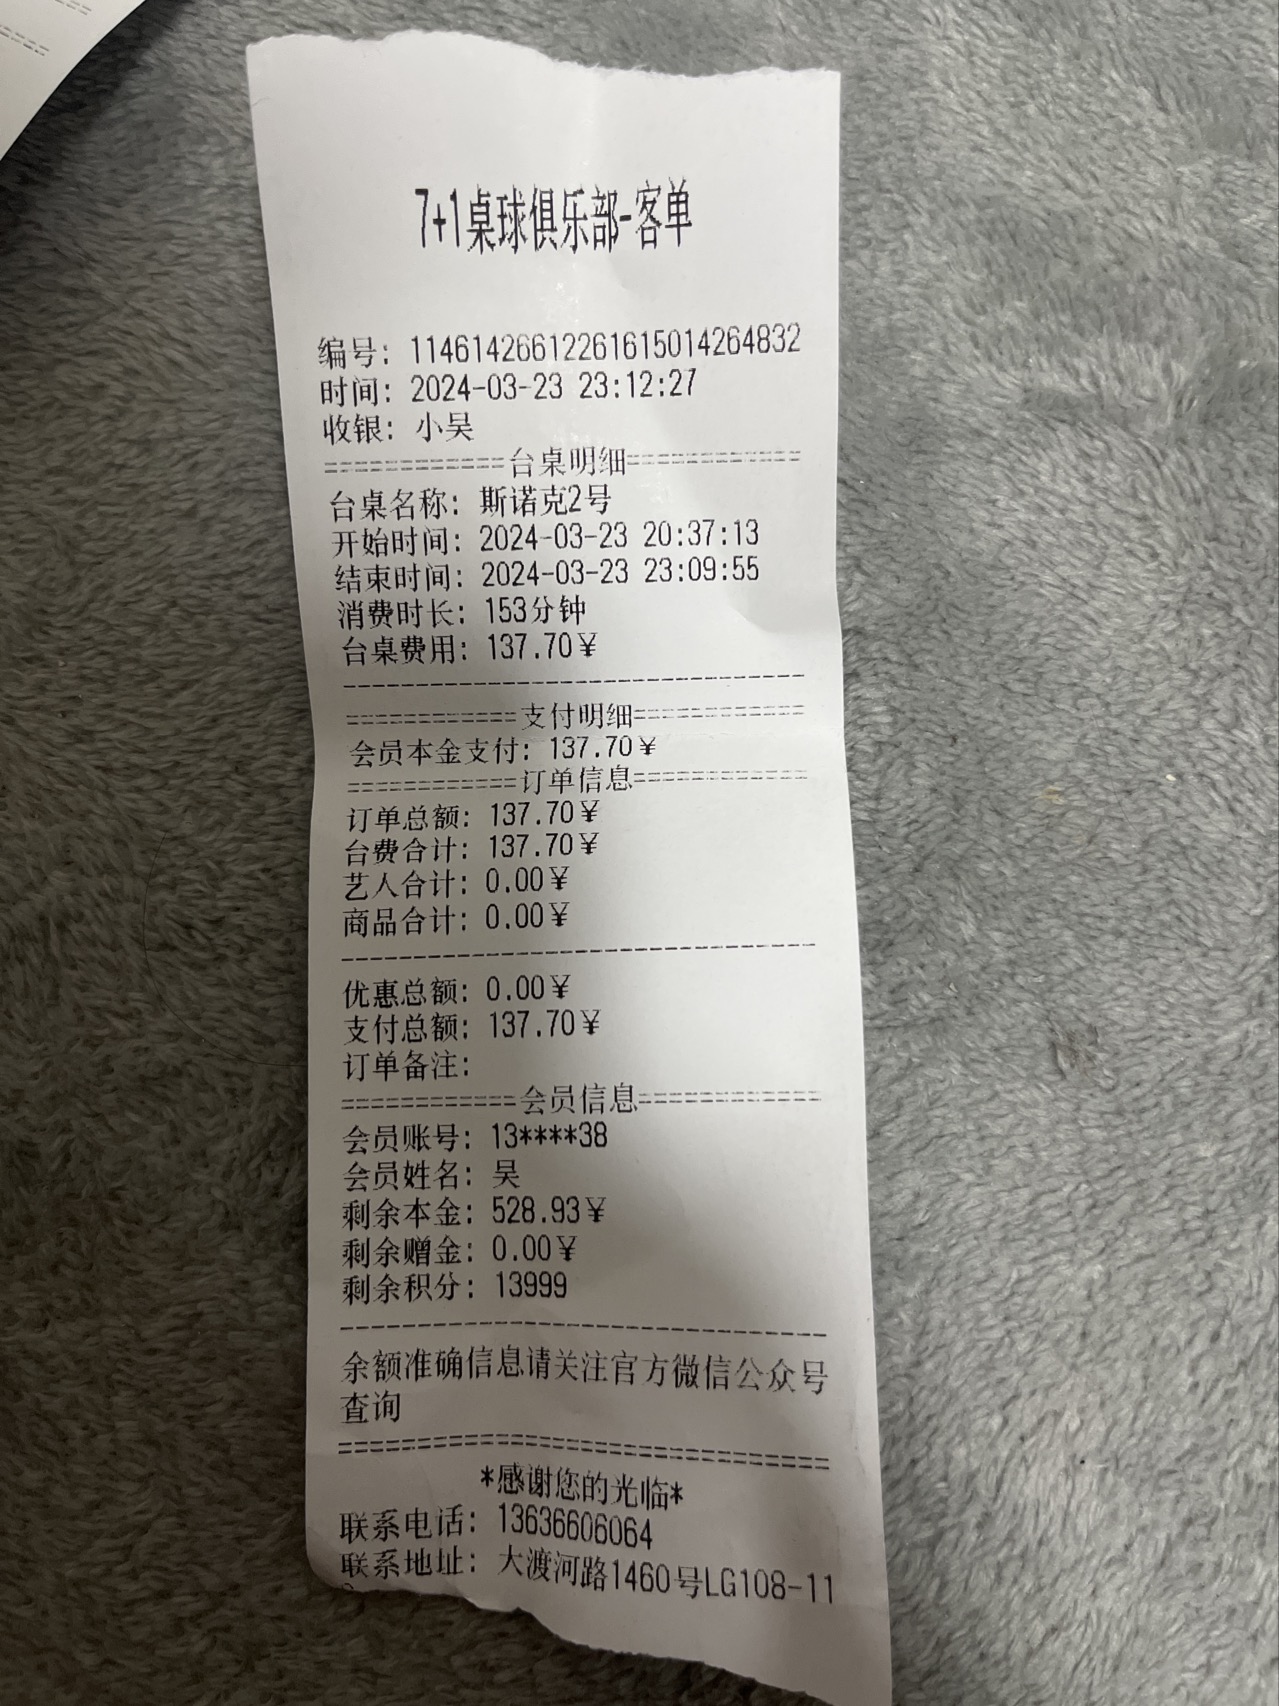 7+1桌球俱乐部-客单
编号: 11461426612261615014264832
时间: 2024-03-23 23:12:27
收银: 小吴
============台桌明细============
台桌名称: 斯诺克2号
开始时间: 2024-03-23 20:37:13
结束时间: 2024-03-23 23:09:55
消费时长: 153分钟
台桌费用: 137.70¥
--------------------------------
============支付明细============
会员本金支付: 137.70¥
============订单信息============
订单总额: 137.70¥
台费合计: 137.70¥
艺人合计: 0.00¥
商品合计: 0.00¥
--------------------------------
优惠总额: 0.00¥
支付总额: 137.70¥
订单备注:
============会员信息============
会员账号: 13****38
会员姓名: 吴
剩余本金: 528.93¥
剩余赠金: 0.00¥
剩余积分: 13999
--------------------------------
余额准确信息请关注官方微信公众号
查询
================================
*感谢您的光临*
联系电话: 13636606064
联系地址: 大渡河路1460号LG108-11